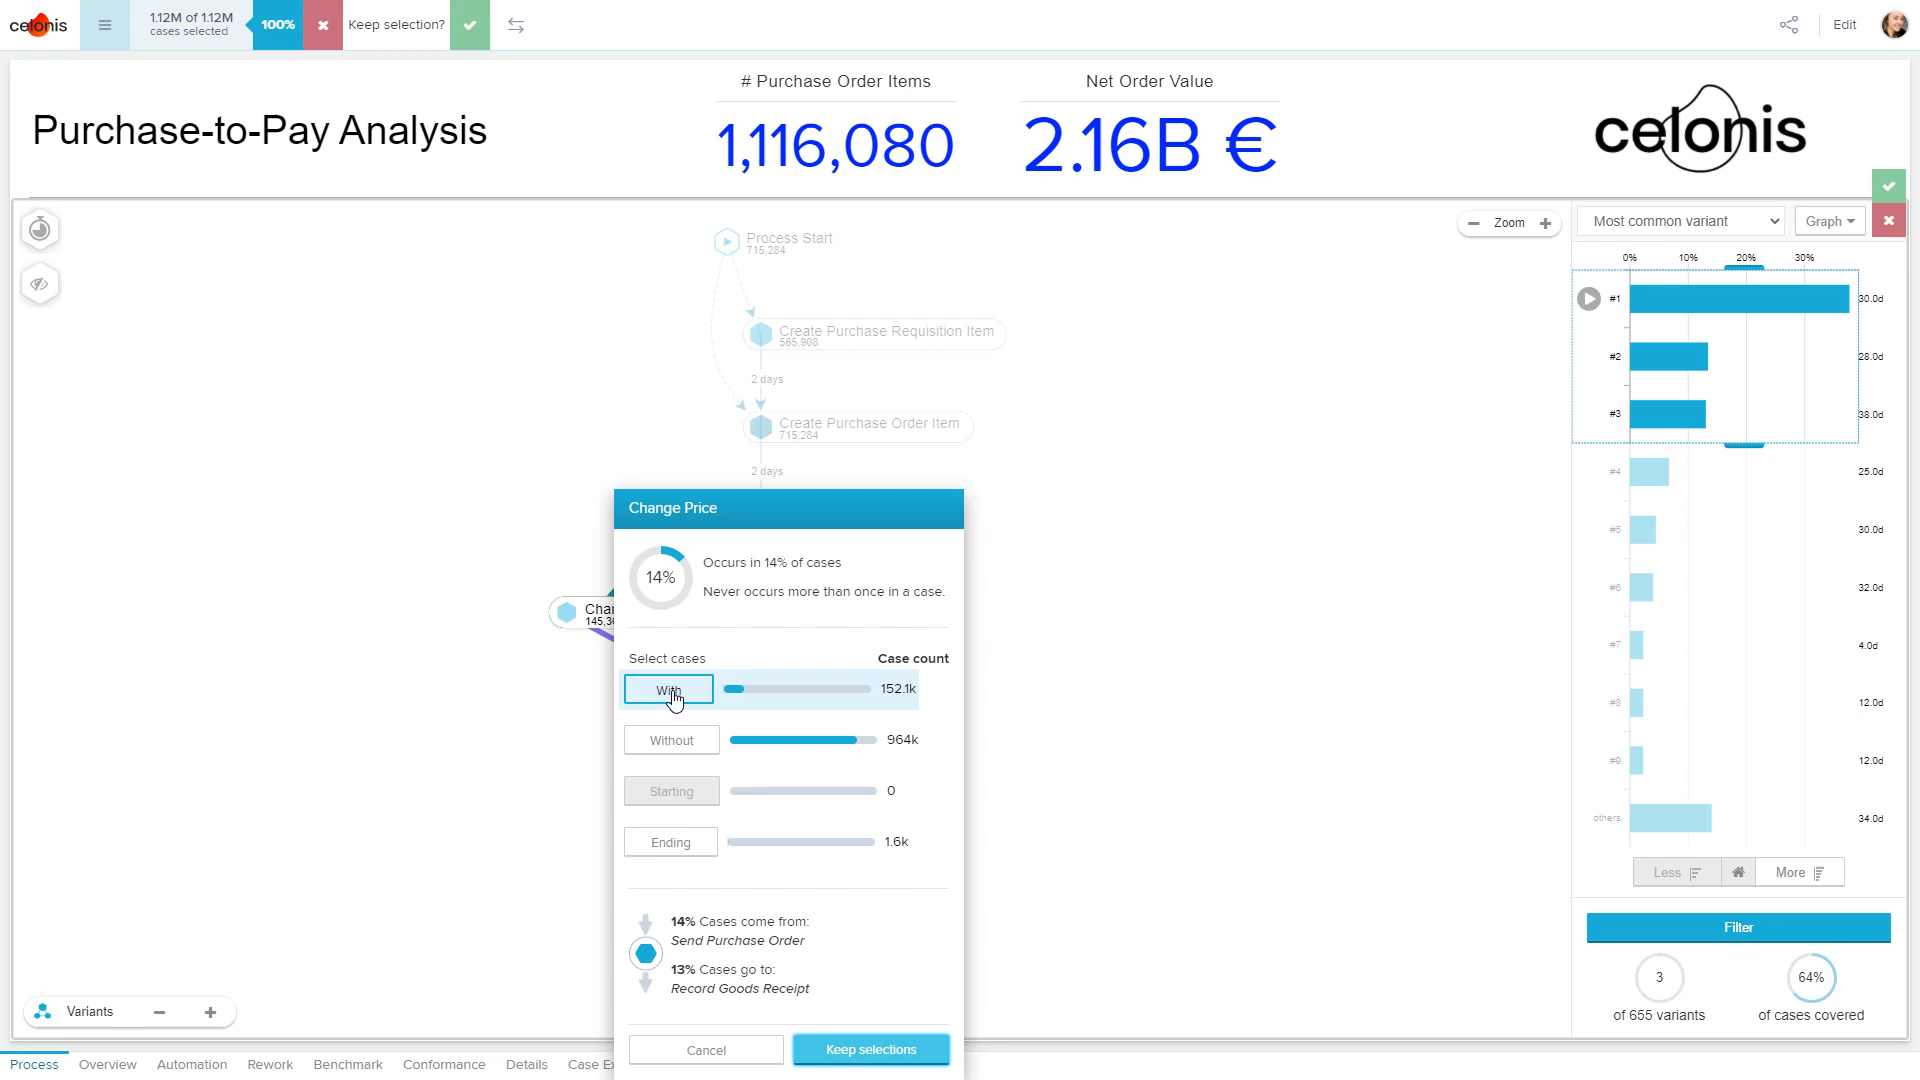 celonis
1.12M of 1.12M
cases selected
100%
Keep selection?
Edit
Purchase-to-Pay Analysis
# Purchase Order Items
1,116,080
Net Order Value
2.16B €
celonis
Process Start
715,284
Create Purchase Requisition Item
565,908
2 days
Create Purchase Order Item
715,284
2 days
Zoom
Change Price
14%
Occurs in 14% of cases
Never occurs more than once in a case.
Select cases
Case count
With
152.1k
Without
964k
Starting
0
Ending
1.6k
14% Cases come from:
Send Purchase Order
13% Cases go to:
Record Goods Receipt
Cancel
Keep selections
Most common variant
Graph
0% 10% 20% 30%
#1 30.0d
#2 28.0d
#3 38.0d
#4 25.0d
#5 30.0d
#6 32.0d
#7 4.0d
#8 12.0d
#9 12.0d
others 34.0d
Less
More
Filter
3
of 655 variants
64%
of cases covered
Variants
Process
Overview
Automation
Rework
Benchmark
Conformance
Details
Case